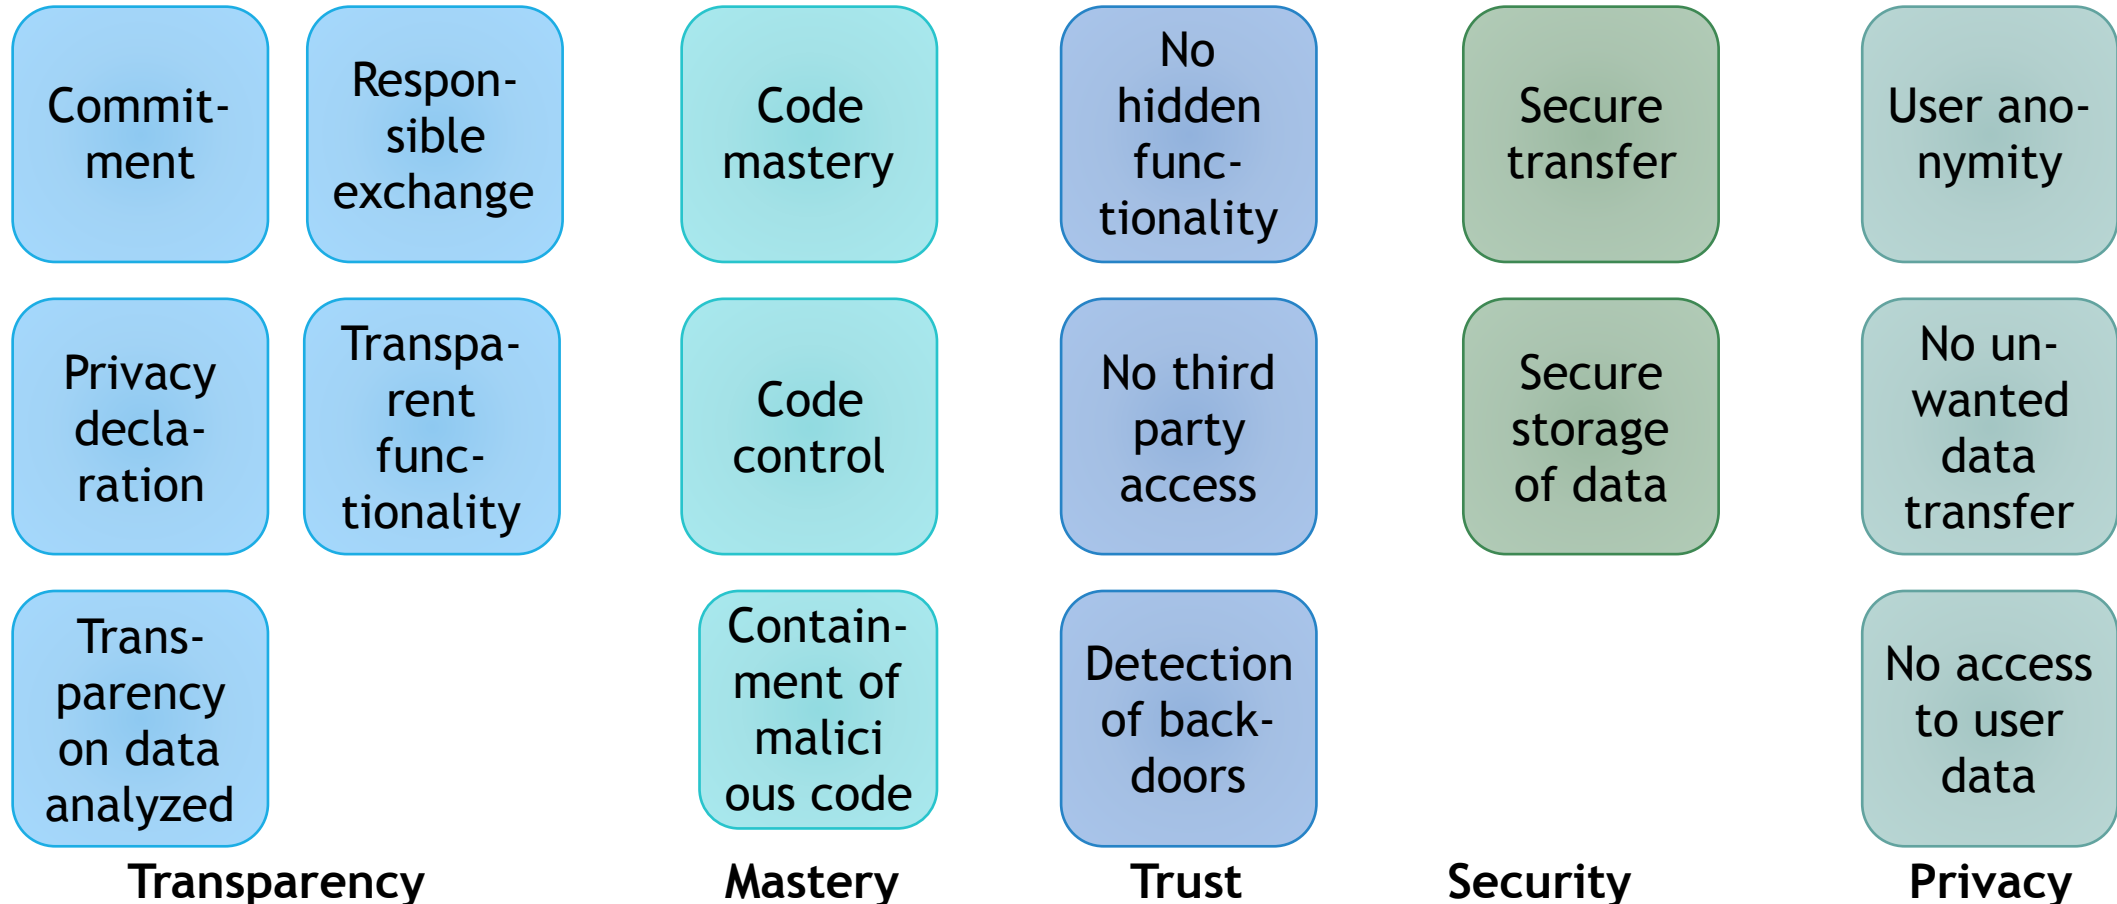 Commit-
ment
Respon-
sible
exchange
Code
mastery
No
hidden
func-
tionality
Secure
transfer
User ano-
nymity
Privacy
decla-
ration
Transpa-
rent
func-
tionality
Code
control
No third
party
access
Secure
storage
of data
No un-
wanted
data
transfer
Trans-
parency
on data
analyzed
Contain-
ment of
malici
ous code
Detection
of back-
doors
No access
to user
data
Transparency
Mastery
Trust
Security
Privacy